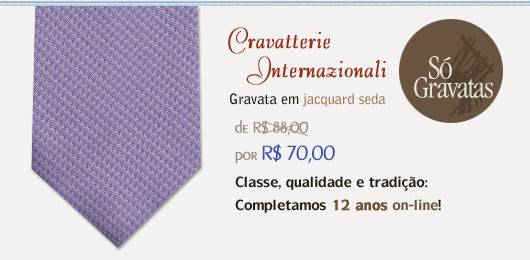 Cravatterie
Internazionali
Só
Gravatas
Gravata em jacquard seda
de R$ 88,00
por R$ 70,00
Classe, qualidade e tradição:
Completamos 12 anos on-line!